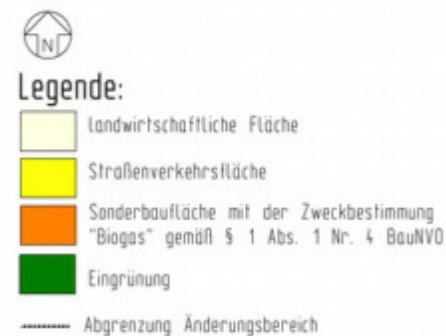 N
Legende:
landwirtschaftliche Fläche
Straßenverkehrsfläche
Sonderbaufläche mit der Zweckbestimmung
"Biogas" gemäß § 1 Abs. 1 Nr. 4 BauNVO
Eingrünung
Abgrenzung Änderungsbereich